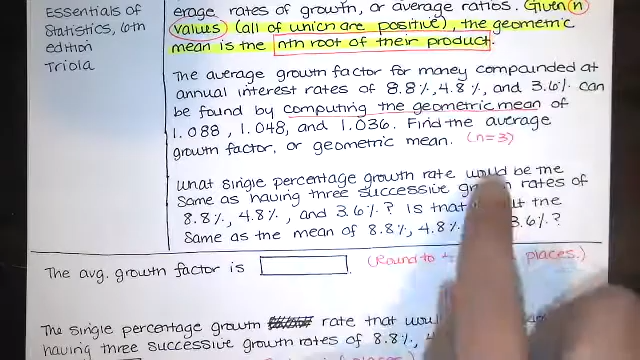 Essentials of
Statistics, 6th
edition
Triola
erage rates of growth, or average ratios. Given n
values (all of which are positive), the geometric
mean is the nth root of their product.
The average growth factor for money compounded at
annual interest rates of 8.8%, 4.8%, and 3.6% can
be found by computing the geometric mean of
1.088, 1.048, and 1.036. Find the average
growth factor, or geometric mean. (n=3)
What single percentage growth rate would be the
same as having three successive growth rates of
8.8%, 4.8%, and 3.6%? Is that the
same as the mean of 8.8%, 4.8% 3.6%?
The avg. growth factor is (Round to places.)
The single percentage growth rate that
having three successive growth rates of 8.8%,